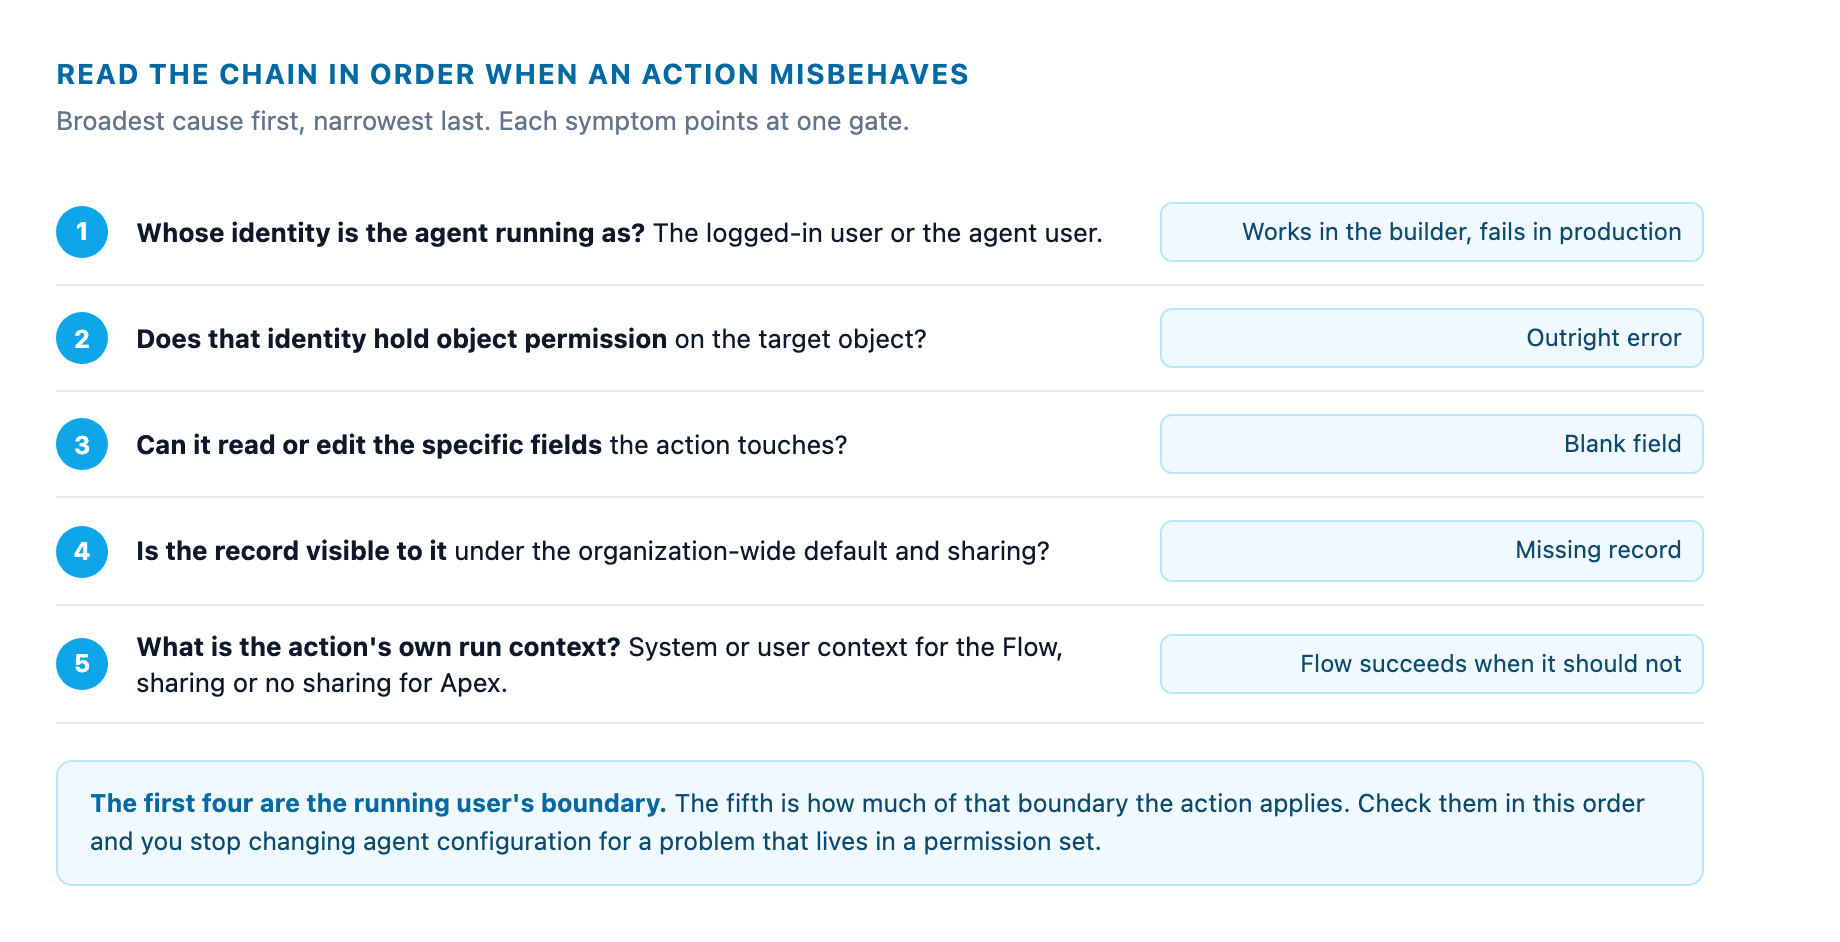 READ THE CHAIN IN ORDER WHEN AN ACTION MISBEHAVES
Broadest cause first, narrowest last. Each symptom points at one gate.
1 Whose identity is the agent running as? The logged-in user or the agent user. Works in the builder, fails in production
2 Does that identity hold object permission on the target object? Outright error
3 Can it read or edit the specific fields the action touches? Blank field
4 Is the record visible to it under the organization-wide default and sharing? Missing record
5 What is the action's own run context? System or user context for the Flow,
sharing or no sharing for Apex.
Flow succeeds when it should not
The first four are the running user's boundary. The fifth is how much of that boundary the action applies. Check them in this order
and you stop changing agent configuration for a problem that lives in a permission set.